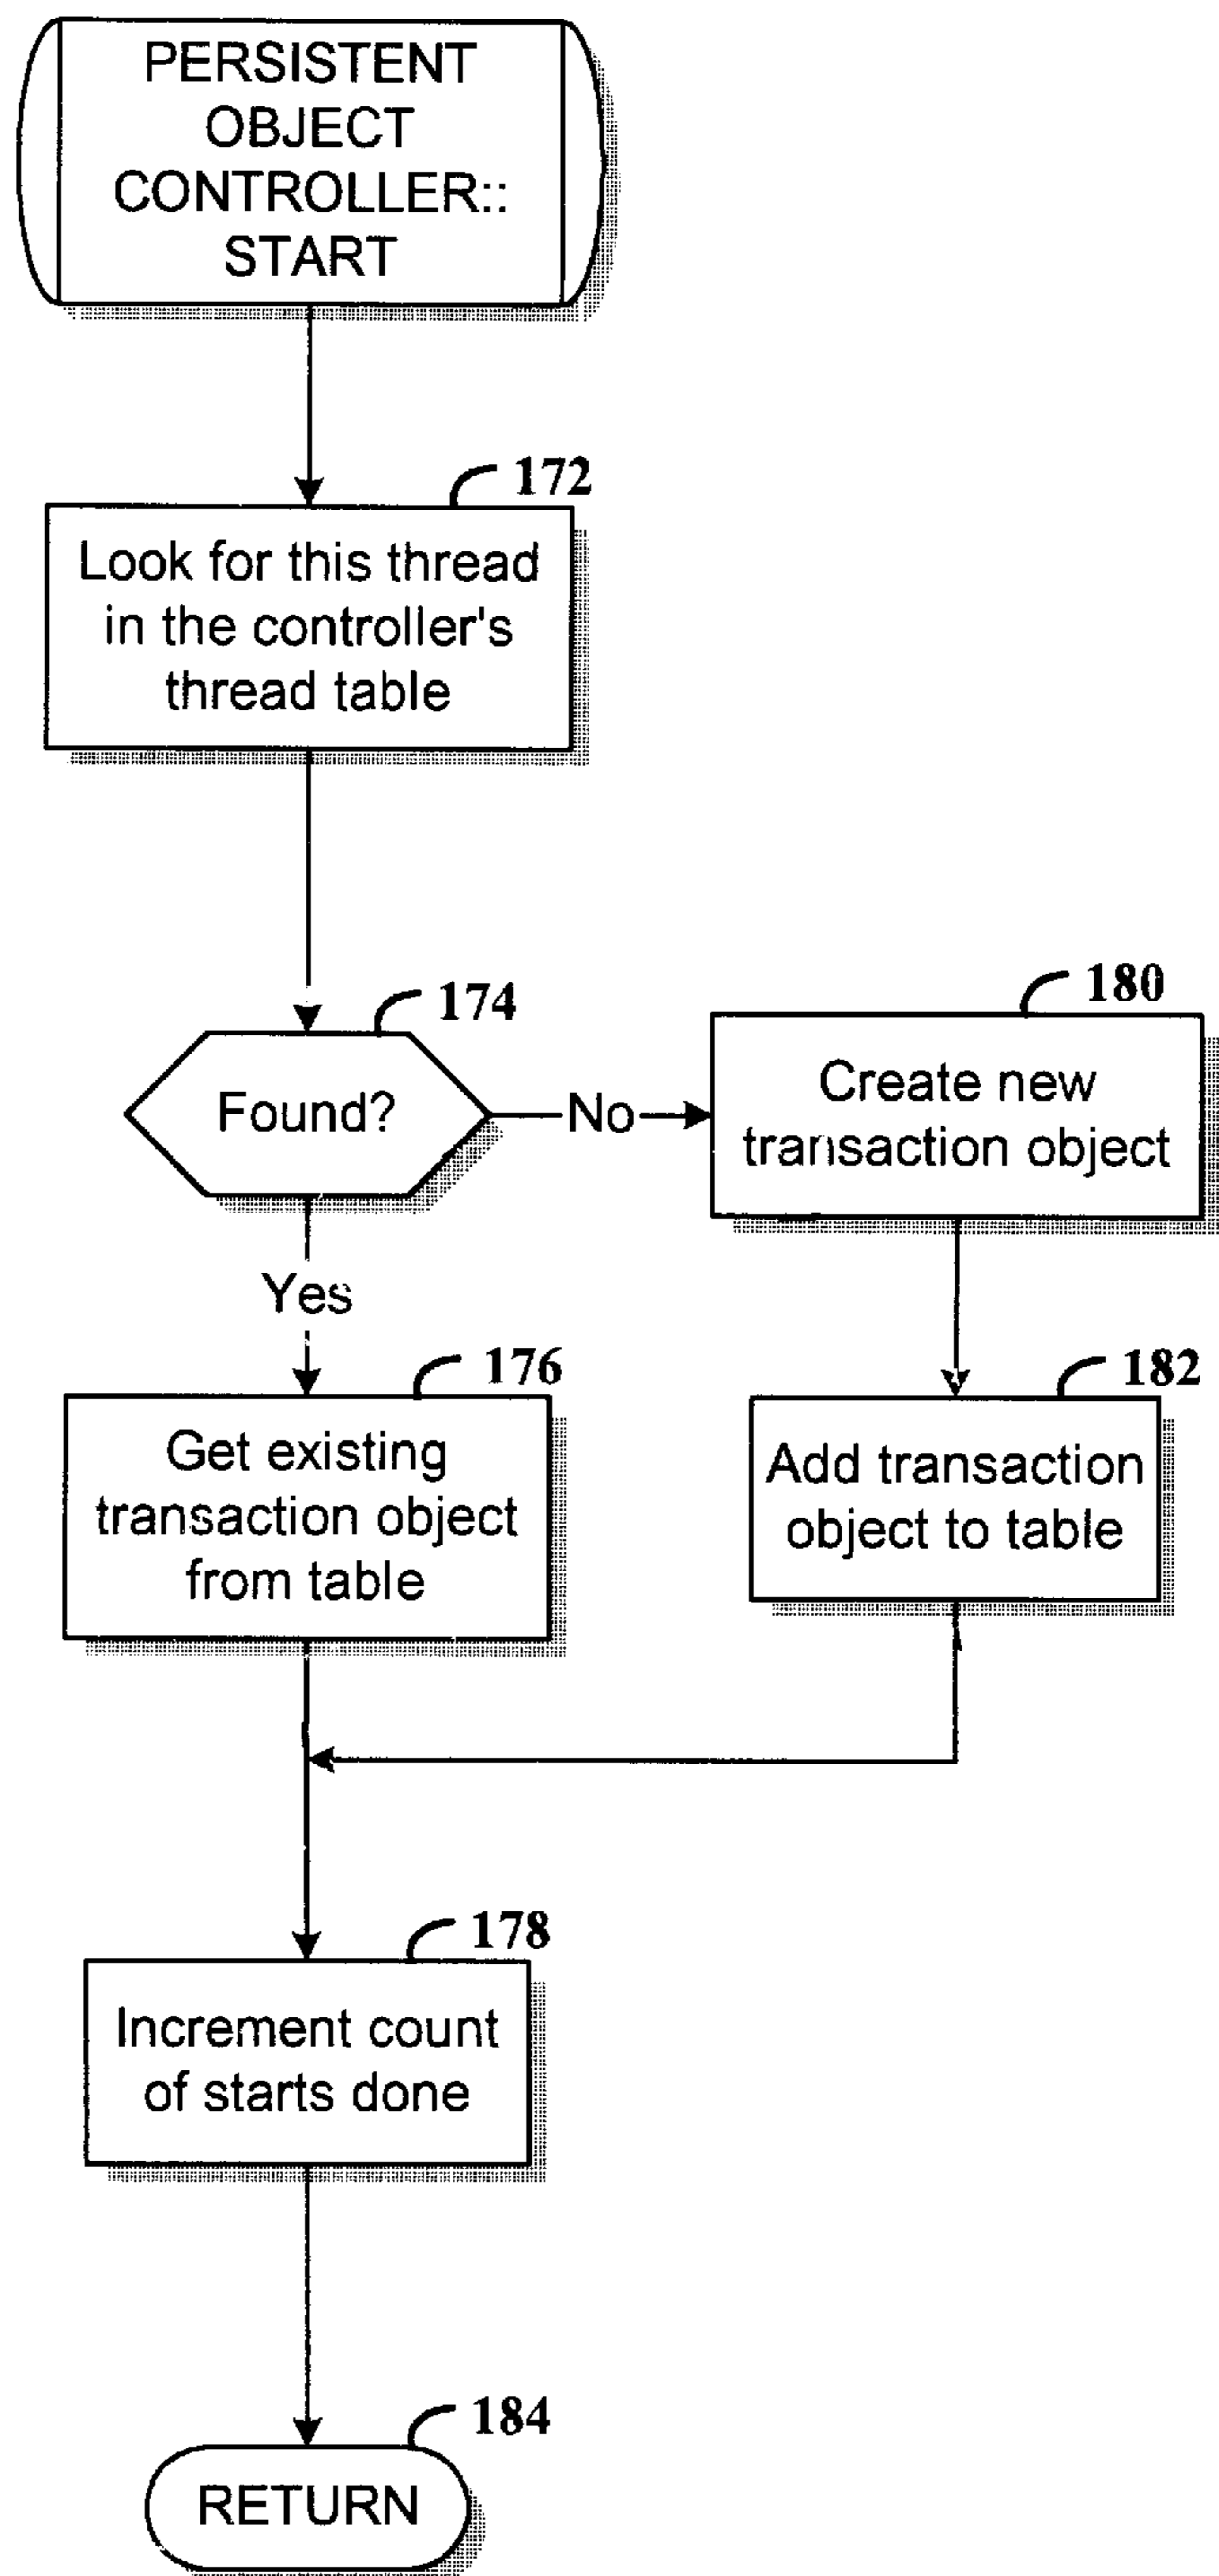 PERSISTENT
OBJECT
CONTROLLER::
START
172
Look for this thread
in the controller's
thread table
174
Found?
No
180
Create new
transaction object
Yes
176
Get existing
transaction object
from table
182
Add transaction
object to table
178
Increment count
of starts done
184
RETURN